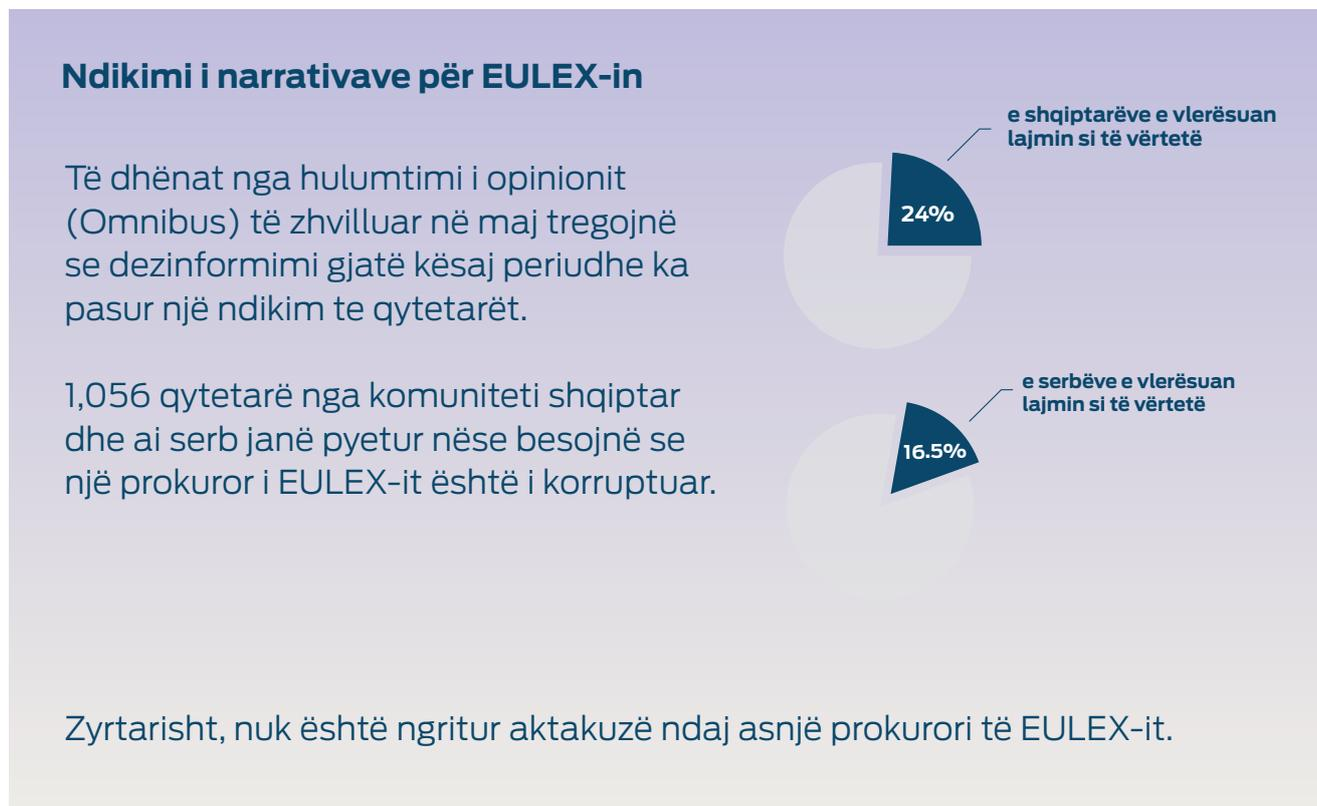 Ndikimi i narrativave për EULEX-in
Të dhënat nga hulumtimi i opinionit
(Omnibus) të zhvilluar në maj tregojnë
se dezinformimi gjatë kësaj periudhe ka
pasur një ndikim te qytetarët.
1,056 qytetarë nga komuniteti shqiptar
dhe ai serb janë pyetur nëse besojnë se
një prokuror i EULEX-it është i korruptuar.
e shqiptarëve e vlerësuan
lajmin si të vërtetë
24%
e serbëve e vlerësuan
lajmin si të vërtetë
16.5%
Zyrtarisht, nuk është ngritur aktakuzë ndaj asnjë prokurori të EULEX-it.